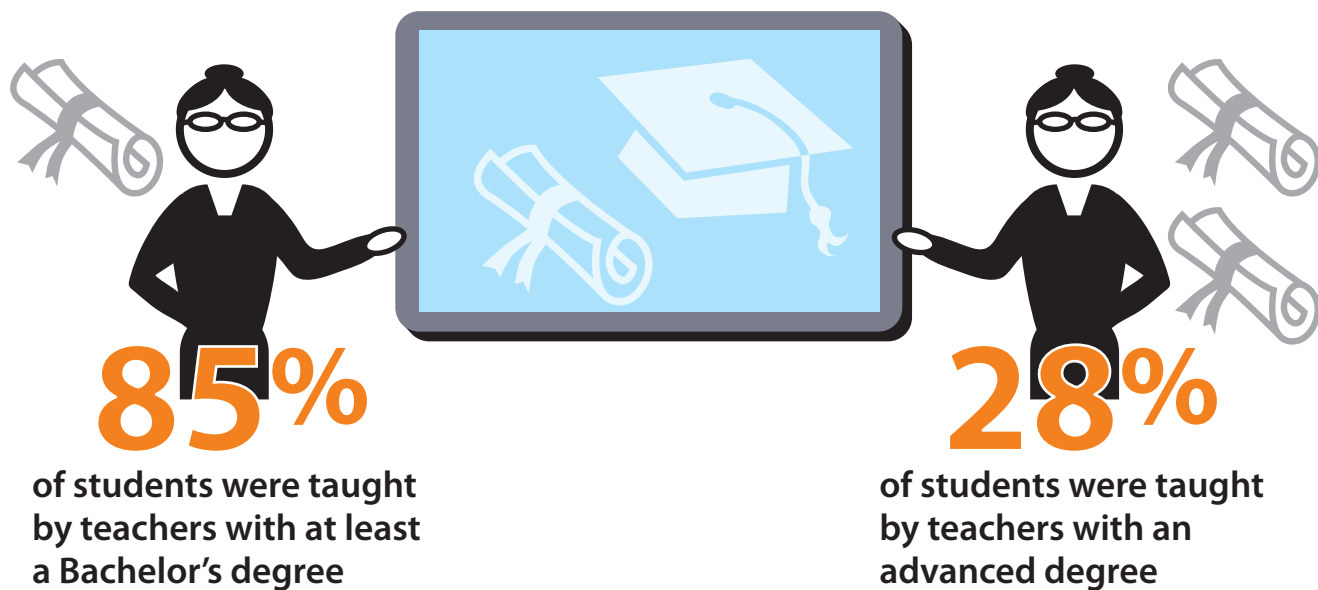 85%
of students were taught
by teachers with at least
a Bachelor’s degree
28%
of students were taught
by teachers with an
advanced degree